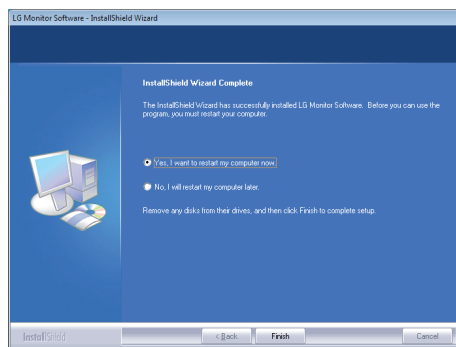 LG Monitor Software - InstallShield Wizard
InstallShield Wizard Complete
The InstallShield Wizard has successfully installed LG Monitor Software. Before you can use the
program, you must restart your computer.
Yes, I want to restart my computer now.
No, I will restart my computer later.
Remove any disks from their drives, and then click Finish to complete setup.
InstallShield
< Back
Finish
Cancel